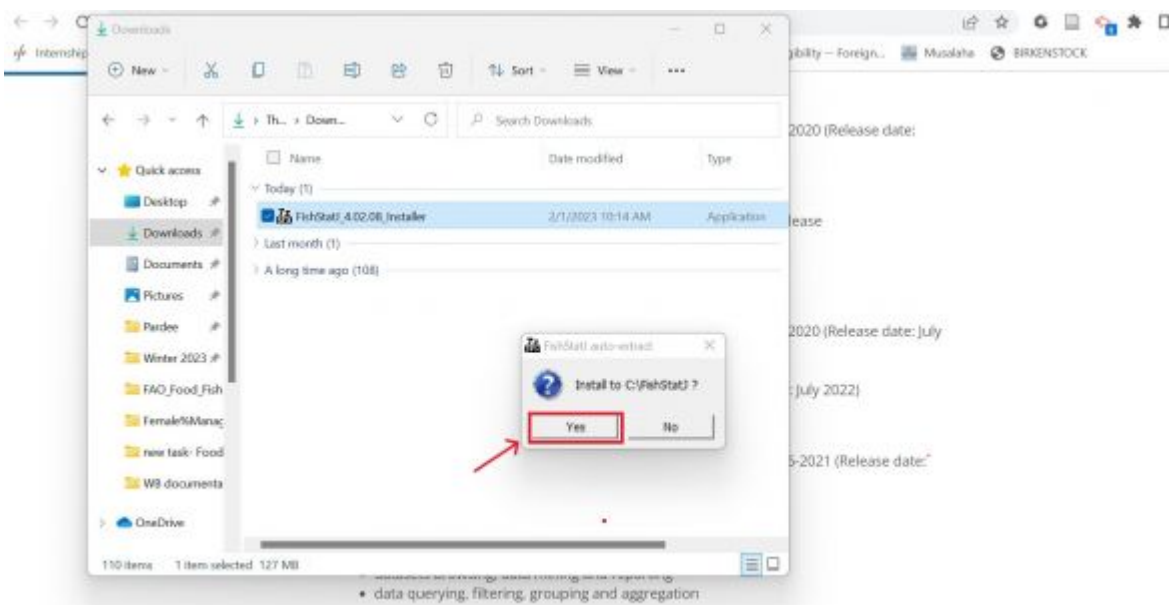 Internship
Downloads
New
Sort
View
Th... > Down...
Search Downloads
gibility – Foreign...
Musalaha
BIRKENSTOCK
Name
Date modified
Type
Quick access
Desktop
Downloads
Documents
Pictures
Pardee
Winter 2023
FAO_Food_Fish
Female%Manag
new task- Food
WB documenta
OneDrive
Today (1)
FishStatJ_4.02.08_Installer
2/1/2023 10:14 AM
Application
Last month (1)
A long time ago (108)
FishStatJ auto-extract
Install to C:\FishStatJ ?
Yes
No
110 items
1 item selected 127 MB
2020 (Release date:
lease
2020 (Release date: July
: July 2022)
-2021 (Release date:
• data querying, filtering, grouping and aggregation